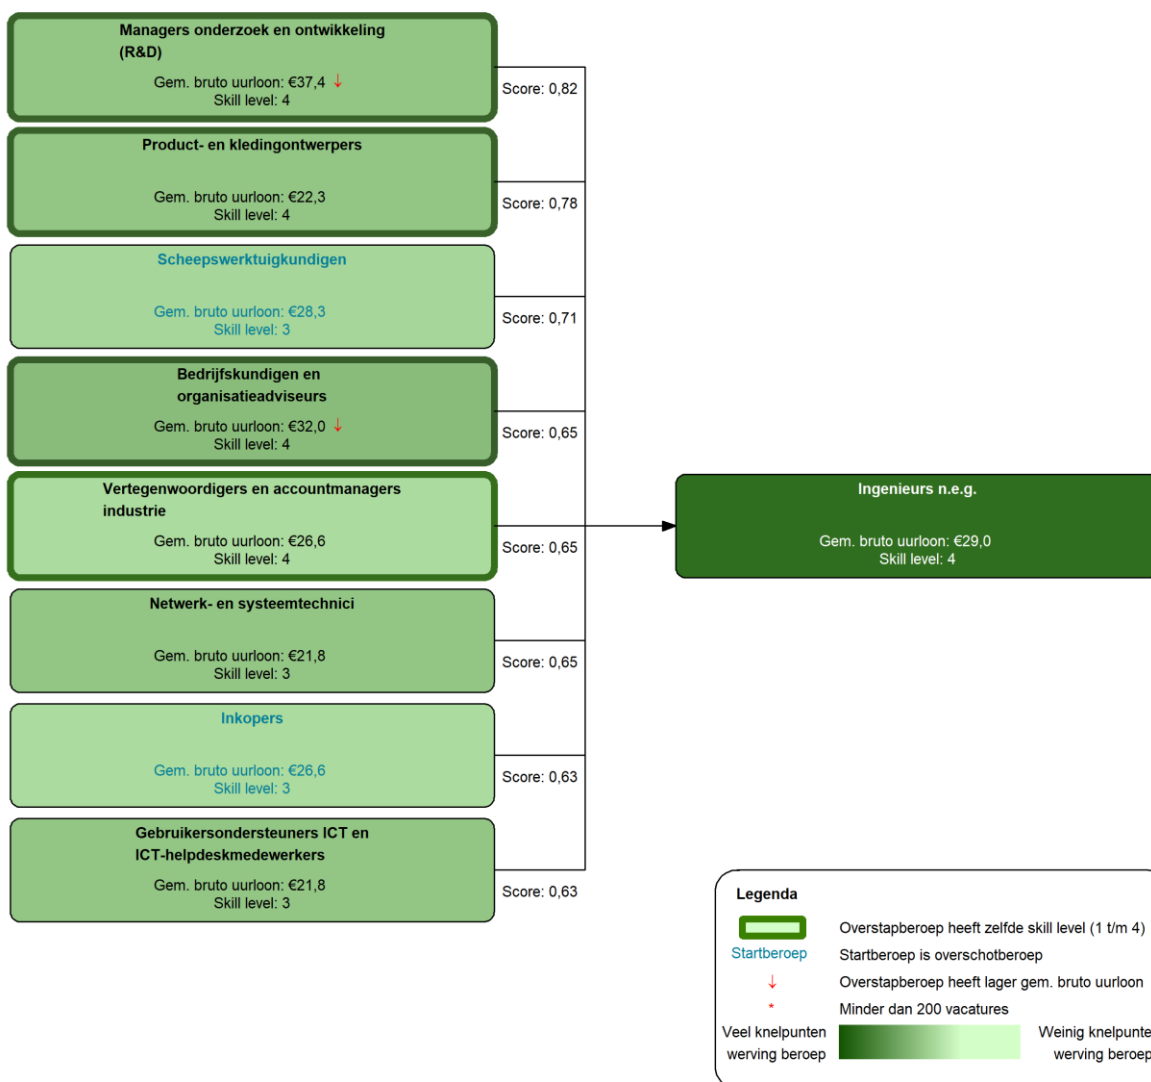 Managers onderzoek en ontwikkeling
(R&D)
Gem. bruto uurloon: €37,4 ↓
Skill level: 4
Score: 0,82
Product- en kledingontwerpers
Gem. bruto uurloon: €22,3
Skill level: 4
Score: 0,78
Scheepswerktuigkundigen
Gem. bruto uurloon: €28,3
Skill level: 3
Score: 0,71
Bedrijfskundigen en
organisatieadviseurs
Gem. bruto uurloon: €32,0 ↓
Skill level: 4
Score: 0,65
Vertegenwoordigers en accountmanagers
industrie
Gem. bruto uurloon: €26,6
Skill level: 4
Score: 0,65
Netwerk- en systeemtechnici
Gem. bruto uurloon: €21,8
Skill level: 3
Score: 0,65
Inkopers
Gem. bruto uurloon: €26,6
Skill level: 3
Score: 0,63
Gebruikersondersteuners ICT en
ICT-helpdeskmedewerkers
Gem. bruto uurloon: €21,8
Skill level: 3
Score: 0,63
Ingenieurs n.e.g.
Gem. bruto uurloon: €29,0
Skill level: 4
Legenda
Overstapberoep heeft zelfde skill level (1 t/m 4)
Startberoep Startberoep is overschotberoep
↓ Overstapberoep heeft lager gem. bruto uurloon
* Minder dan 200 vacatures
Veel knelpunten
werving beroep
Weinig knelpunte
werving beroep